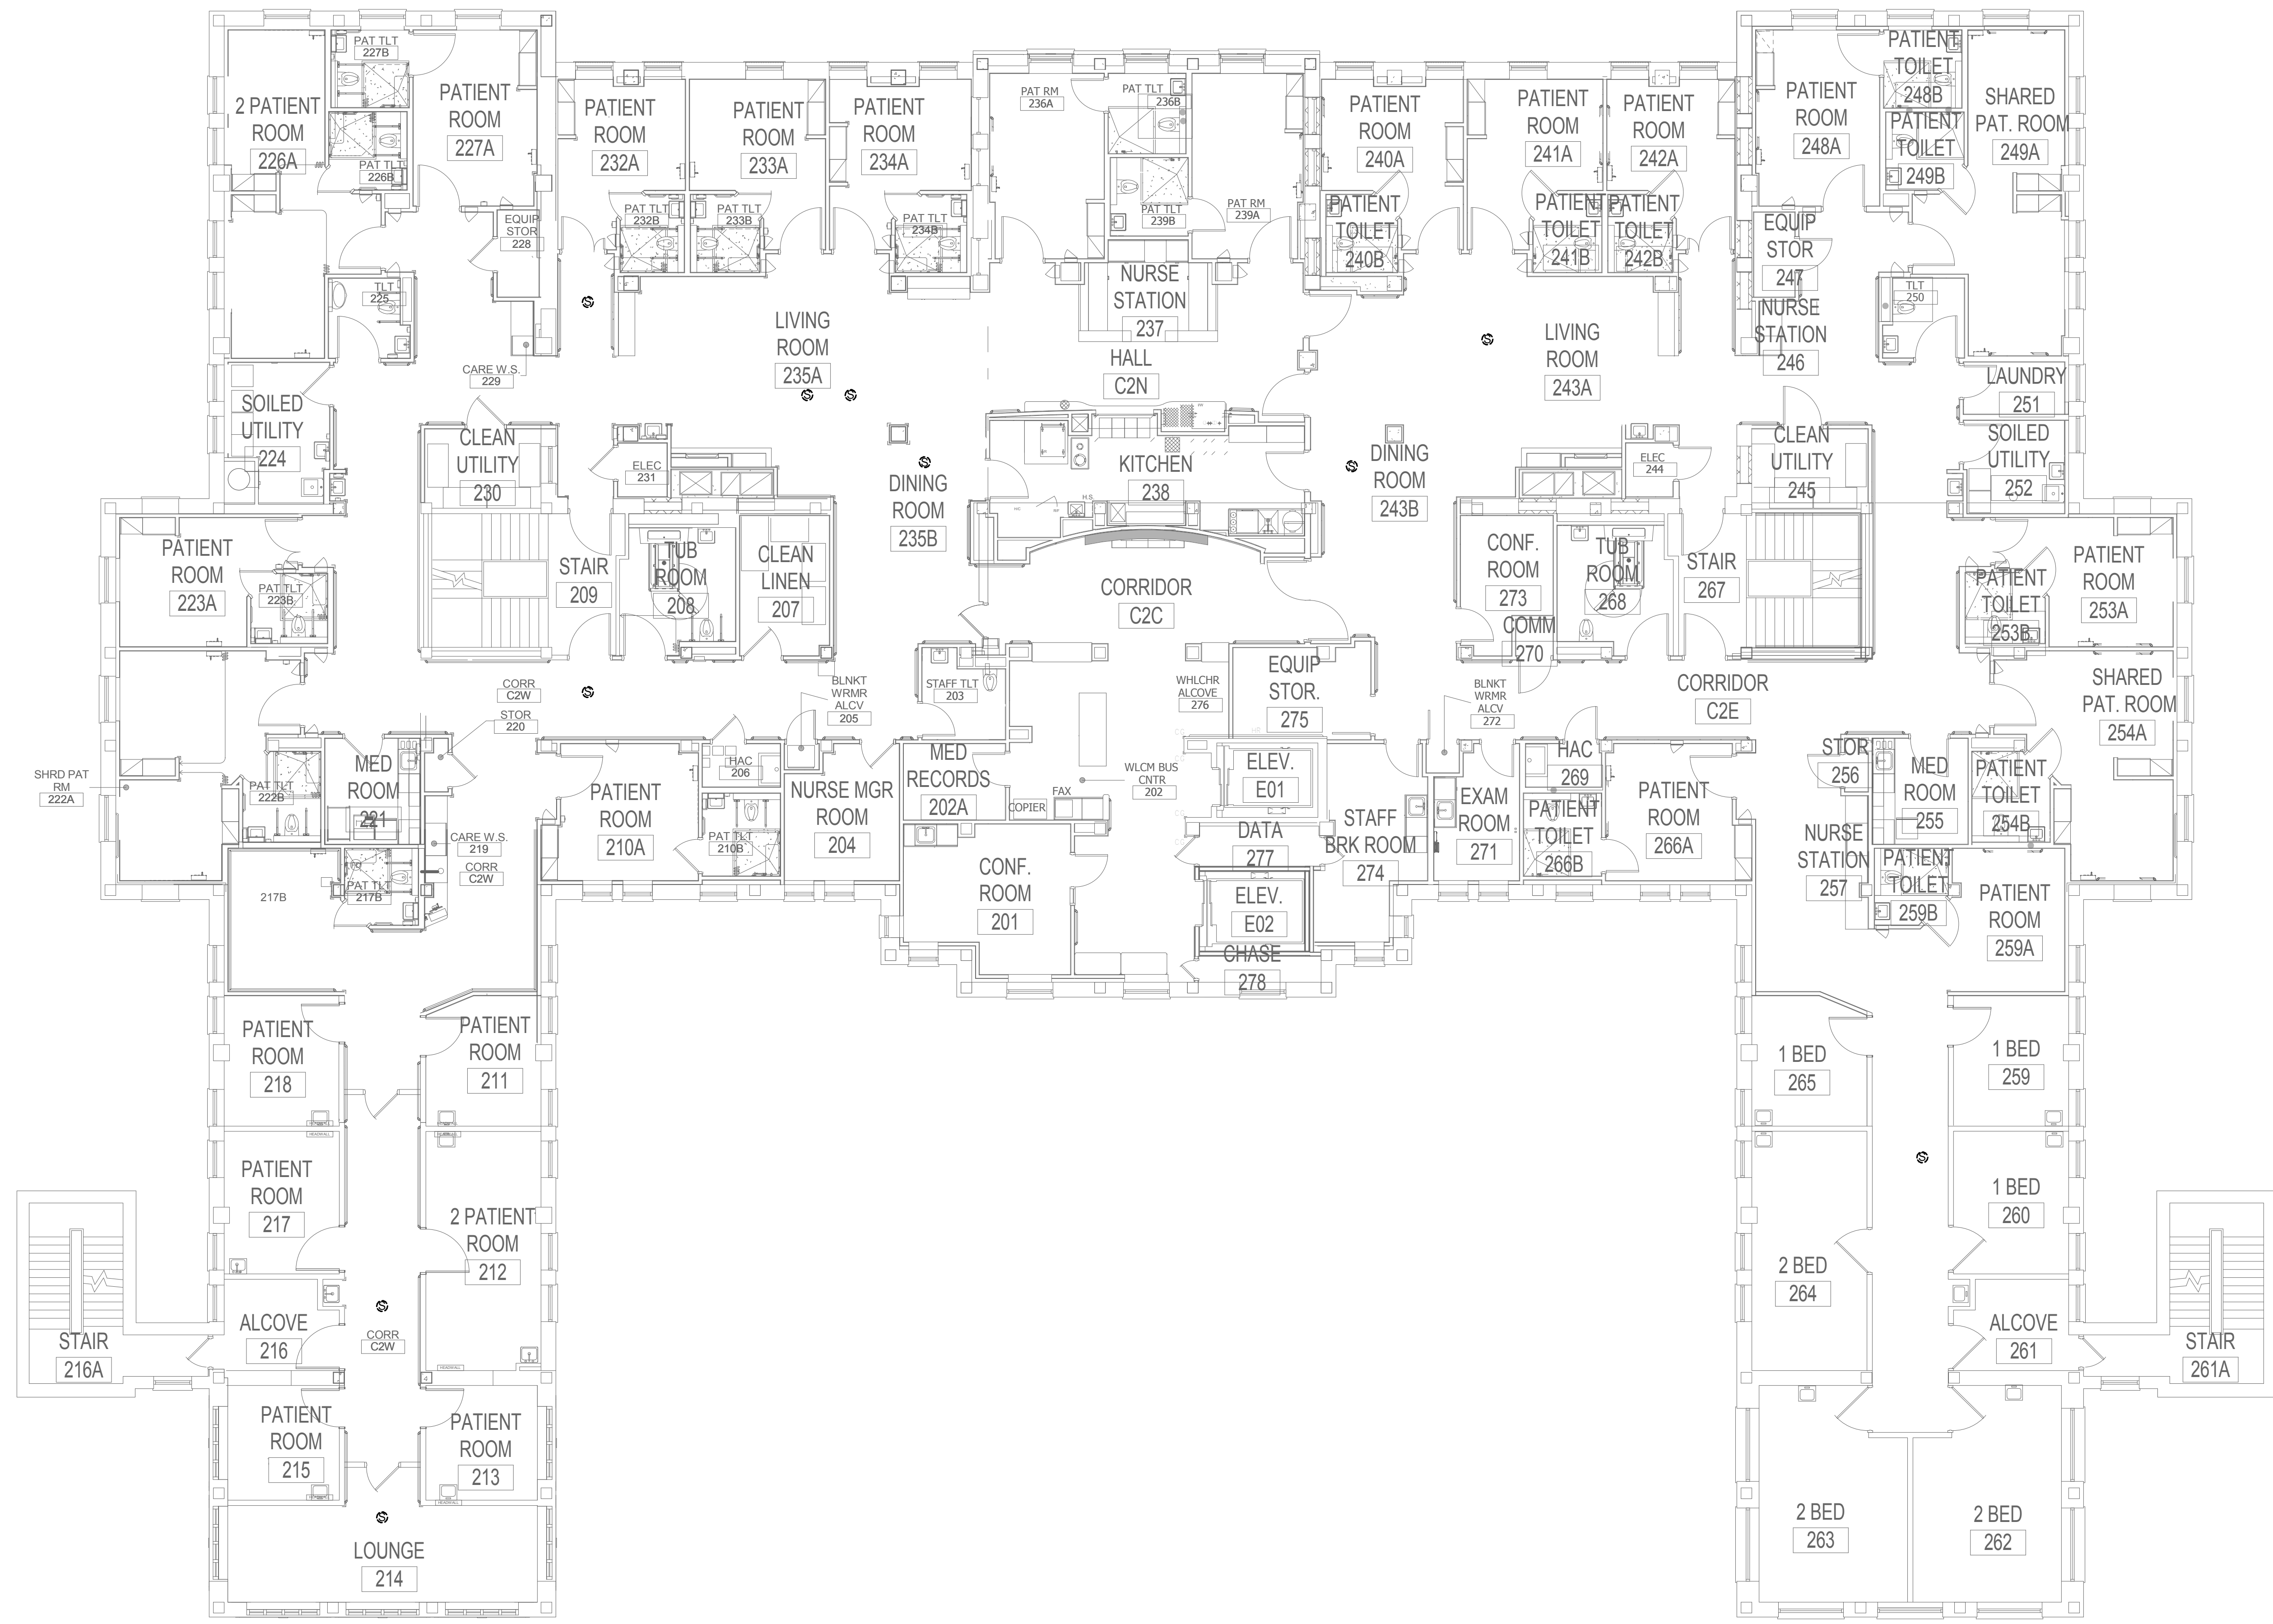 PAT TLT
227B
2 PATIENT
ROOM
226A
PATIENT
ROOM
227A
PAT TLT
226B
EQUIP
STOR
228
TLT
225
CARE W.S.
229
SOILED
UTILITY
224
PATIENT
ROOM
232A
PAT TLT
232B
PATIENT
ROOM
233A
PAT TLT
233B
PATIENT
ROOM
234A
PAT TLT
234B
LIVING
ROOM
235A
PAT RM
236A
PAT TLT
236B
PAT TLT
239B
PAT RM
239A
NURSE
STATION
237
HALL
C2N
PATIENT
ROOM
240A
PATIENT
TOILET
240B
PATIENT
ROOM
241A
PATIENT
TOILET
241B
PATIENT
ROOM
242A
PATIENT
TOILET
242B
LIVING
ROOM
243A
PATIENT
ROOM
248A
PATIENT
TOILET
248B
PATIENT
TOILET
249B
SHARED
PAT. ROOM
249A
EQUIP
STOR
247
NURSE
STATION
246
TLT
250
LAUNDRY
251
SOILED
UTILITY
252
CLEAN
UTILITY
230
ELEC
231
DINING
ROOM
235B
KITCHEN
238
H.S.
DINING
ROOM
243B
ELEC
244
CLEAN
UTILITY
245
PATIENT
ROOM
223A
PAT TLT
223B
STAIR
209
TUB
ROOM
208
CLEAN
LINEN
207
CORRIDOR
C2C
CONF.
ROOM
273
COMM
270
TUB
ROOM
268
STAIR
267
PATIENT
TOILET
253B
PATIENT
ROOM
253A
CORR
C2W
STOR
220
BLNKT
WRMR
ALCV
205
STAFF TLT
203
WHLCHR
ALCOVE
276
EQUIP
STOR.
275
BLNKT
WRMR
ALCV
272
CORRIDOR
C2E
SHARED
PAT. ROOM
254A
SHRD PAT
RM
222A
PAT TLT
222B
MED
ROOM
221
CARE W.S.
219
CORR
C2W
PATIENT
ROOM
210A
HAC
206
PAT TLT
210B
NURSE MGR
ROOM
204
MED
RECORDS
202A
COPIER
FAX
WLCM BUS
CNTR
202
ELEV.
E01
DATA
277
STAFF
BRK ROOM
274
EXAM
ROOM
271
HAC
269
PATIENT
TOILET
266B
PATIENT
ROOM
266A
STOR
256
MED
ROOM
255
PATIENT
TOILET
254B
NURSE
STATION
257
PATIENT
TOILET
259B
PATIENT
ROOM
259A
217B
PAT TLT
217B
CONF.
ROOM
201
ELEV.
E02
CHASE
278
PATIENT
ROOM
218
PATIENT
ROOM
211
HEADWALL
HEADWALL
PATIENT
ROOM
217
2 PATIENT
ROOM
212
HEADWALL
STAIR
216A
ALCOVE
216
CORR
C2W
PATIENT
ROOM
215
HEADWALL
PATIENT
ROOM
213
HEADWALL
LOUNGE
214
1 BED
265
1 BED
259
1 BED
260
2 BED
264
ALCOVE
261
STAIR
261A
2 BED
263
2 BED
262